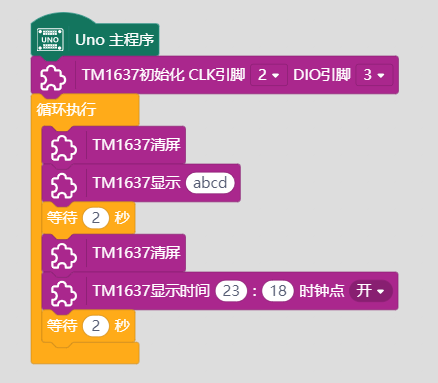 UNO Uno 主程序
TM1637初始化 CLK引脚 2 DIO引脚 3
循环执行
TM1637清屏
TM1637显示 abcd
等待 2 秒
TM1637清屏
TM1637显示时间 23 : 18 时钟点 开
等待 2 秒